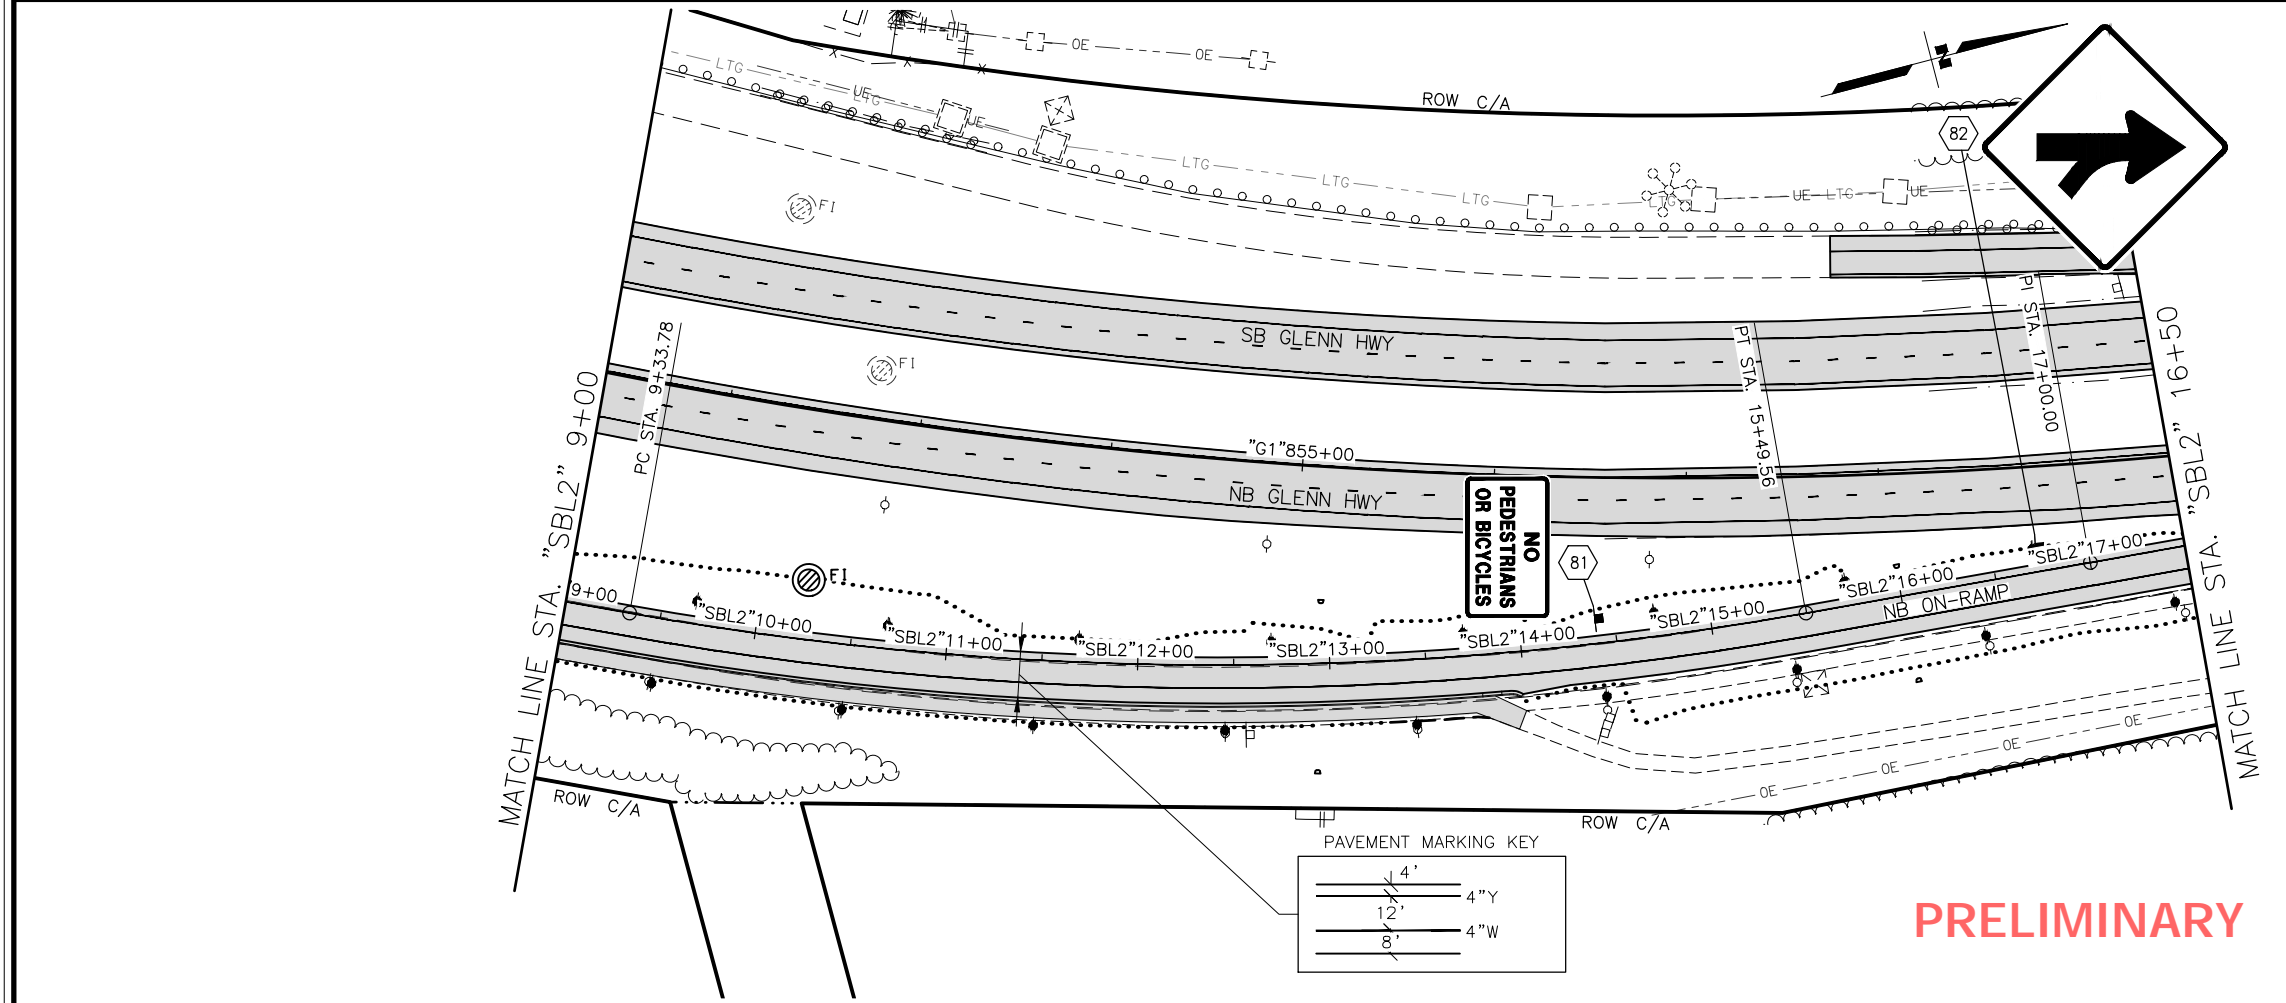 OE
OE
LTG
UE
LTG
UE
ROW C/A
82
N
LTG
LTG
LTG
LTG
UE
LTG
UE
FI
SB GLENN HWY
FI
PC STA. 9+33.78
PT STA. 15+49.56
PI STA. 17+00.00
MATCH LINE STA. "SBL2" 9+00
MATCH LINE STA. "SBL2" 16+50
"G1"855+00
NB GLENN HWY
NO
PEDESTRIANS
OR BICYCLES
81
FI
9+00
"SBL2"10+00
"SBL2"11+00
"SBL2"12+00
"SBL2"13+00
"SBL2"14+00
"SBL2"15+00
"SBL2"16+00
"SBL2"17+00
NB ON-RAMP
OE
OE
OE
OE
ROW C/A
ROW C/A
PAVEMENT MARKING KEY
4'
4"Y
12'
4"W
8'
PRELIMINARY